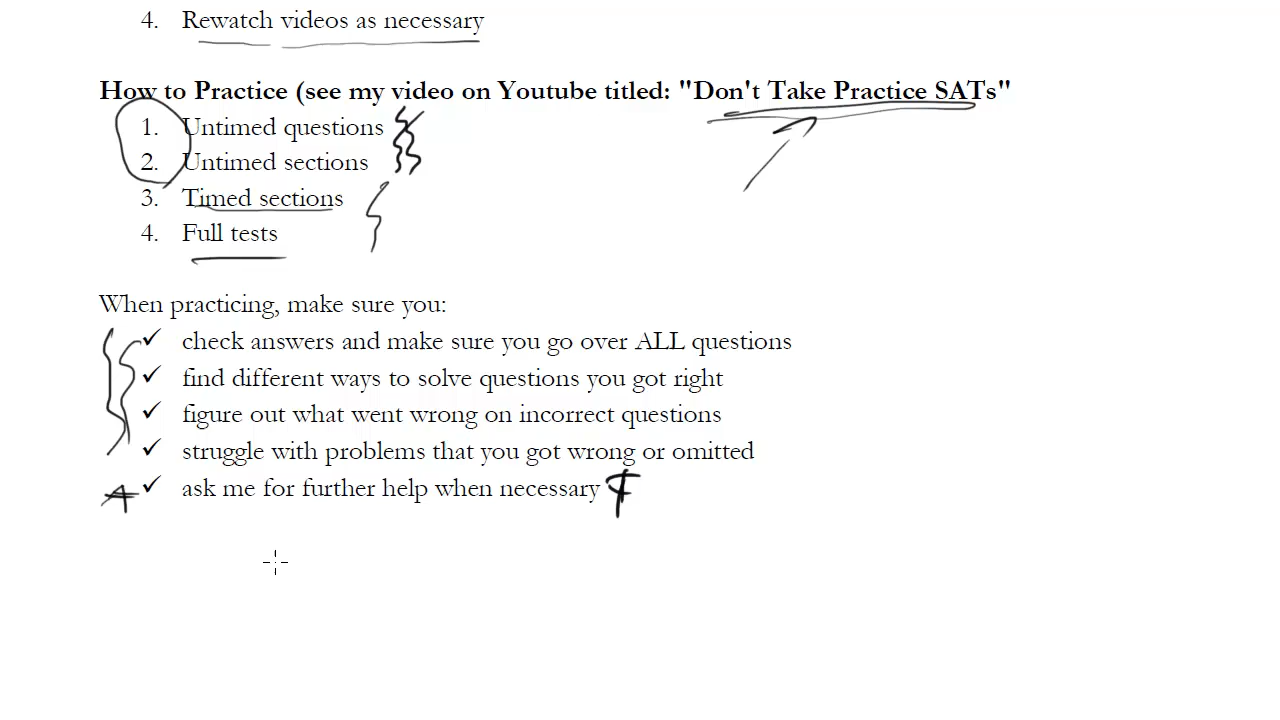 4. Rewatch videos as necessary
How to Practice (see my video on Youtube titled: "Don't Take Practice SATs"
1. Untimed questions
2. Untimed sections
3. Timed sections
4. Full tests
When practicing, make sure you:
✓ check answers and make sure you go over ALL questions
✓ find different ways to solve questions you got right
✓ figure out what went wrong on incorrect questions
✓ struggle with problems that you got wrong or omitted
✓ ask me for further help when necessary